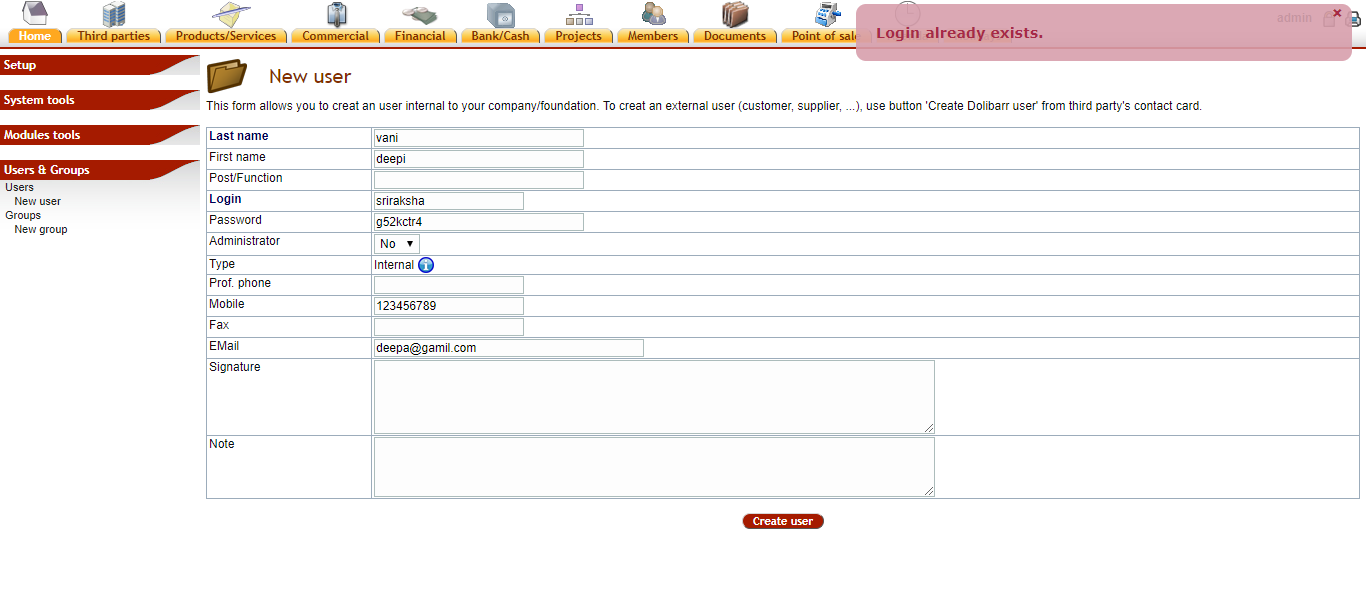 Home Third parties Products/Services Commercial Financial Bank/Cash Projects Members Documents Point of sale admin
Login already exists.
Setup
System tools
Modules tools
Users & Groups
Users
New user
Groups
New group
New user
This form allows you to creat an user internal to your company/foundation. To creat an external user (customer, supplier, ...), use button 'Create Dolibarr user' from third party's contact card.
Last name vani
First name deepi
Post/Function
Login sriraksha
Password g52kctr4
Administrator No
Type Internal
Prof. phone
Mobile 123456789
Fax
EMail deepa@gamil.com
Signature
Note
Create user